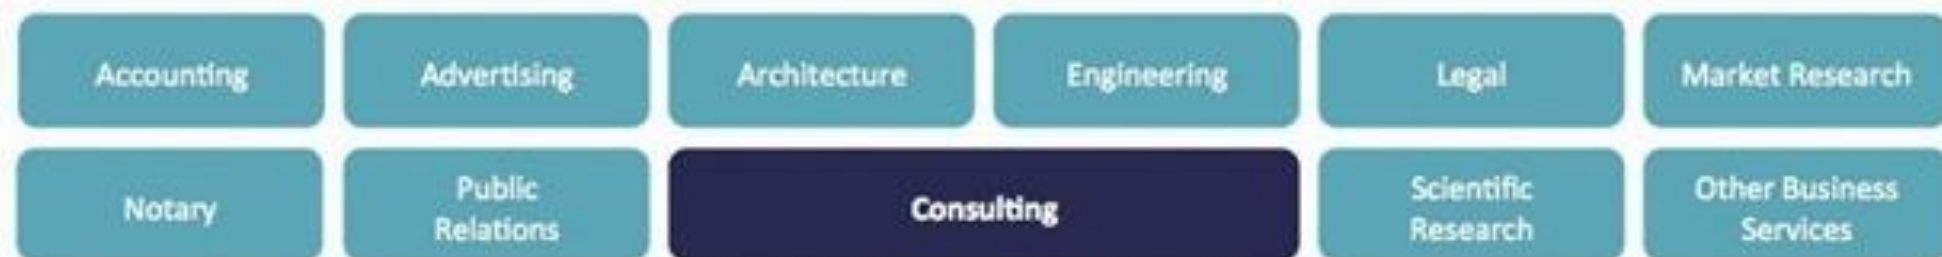 Accounting
Advertising
Architecture
Engineering
Legal
Market Research
Notary
Public
Relations
Consulting
Scientific
Research
Other Business
Services